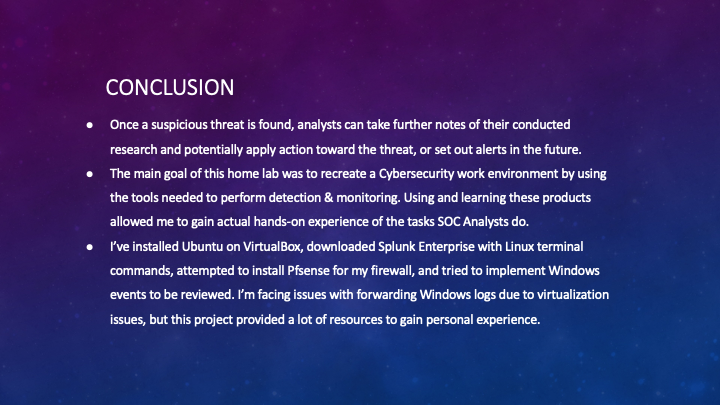 CONCLUSION
● Once a suspicious threat is found, analysts can take further notes of their conducted
research and potentially apply action toward the threat, or set out alerts in the future.
● The main goal of this home lab was to recreate a Cybersecurity work environment by using
the tools needed to perform detection & monitoring. Using and learning these products
allowed me to gain actual hands-on experience of the tasks SOC Analysts do.
● I’ve installed Ubuntu on VirtualBox, downloaded Splunk Enterprise with Linux terminal
commands, attempted to install Pfsense for my firewall, and tried to implement Windows
events to be reviewed. I’m facing issues with forwarding Windows logs due to virtualization
issues, but this project provided a lot of resources to gain personal experience.